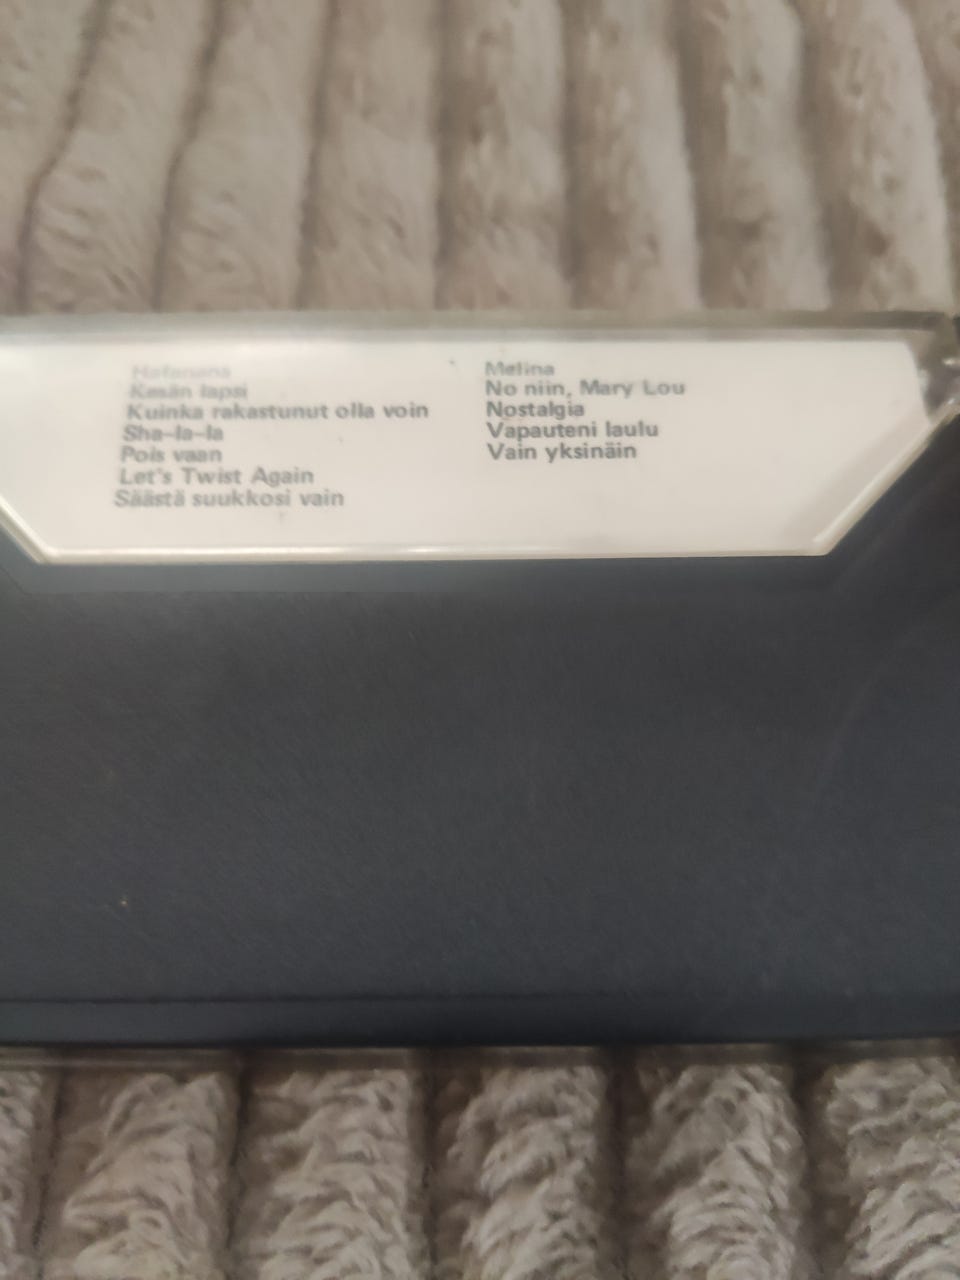 Hafanana
Kesän lapsi
Kuinka rakastunut olla voin
Sha-la-la
Pois vaan
Let's Twist Again
Säästä suukkosi vain
Melina
No niin, Mary Lou
Nostalgia
Vapauteni laulu
Vain yksinäin